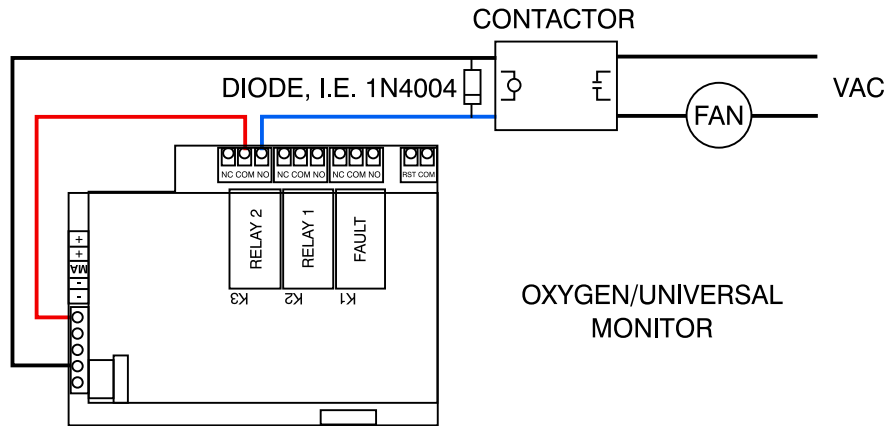 CONTACTOR
DIODE, I.E. 1N4004
VAC
FAN
NC COM NO NC COM NO NC COM NO RST COM
RELAY 2
RELAY 1
FAULT
K3
K2
K1
+
+
MA
-
-
OXYGEN/UNIVERSAL
MONITOR